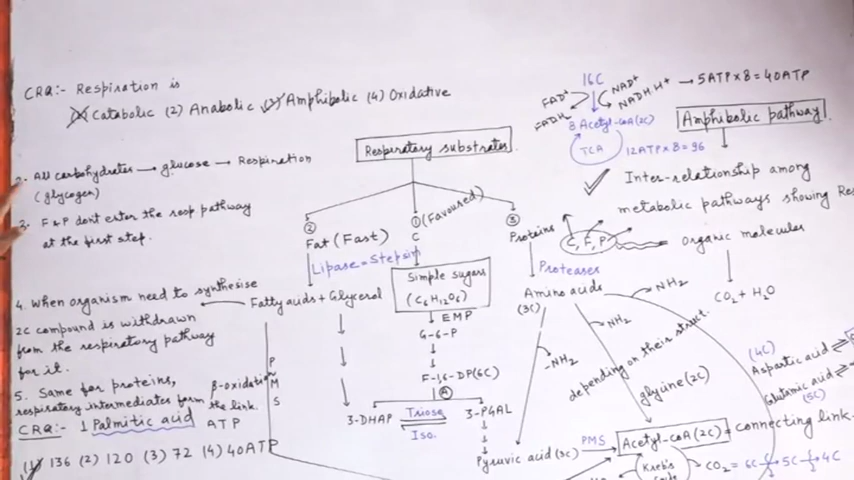 CRQ:- Respiration is
Catabolic (2) Anabolic (3) Amphibolic (4) Oxidative
2. All carbohydrates → glucose → Respiration
(glycogen)
3. F & P dont enter the resp pathway
at the first step.
4. When organism need to synthesise
2C compound is withdrawn
from the respiratory pathway
for it.
5. Same for proteins,
respiratory intermediates form
the link.
CRQ:- 1 Palmitic acid ATP
(1) 136 (2) 120 (3) 72 (4) 40ATP
Respiratory substrates
② Fat (Fast)
Lipase = Stepsin
Fatty acids + Glycerol
PMS
β-oxidation
① (Favoured)
C
Simple sugars
(C6H12O6)
EMP
G-6-P
F-1,6-DP(6C)
A
3-DHAP Triose Iso. 3-PGAL
Pyruvic acid (3C) PMS
③
Proteins
Proteases
Amino acids
(3C)
-NH2
NH2
NH2
depending on their struct.
glycine (2C)
Acetyl-coA (2C) = connecting link.
Kreb's
CO2 = 6C 5C 4C
16C
FAD+
FADH2
NAD+
NADH H+ → 5ATP x 8 = 40ATP
8 Acetyl-coA (2C)
TCA
12ATP x 8 = 96
Amphibolic pathway
Inter-relationship among
metabolic pathways showing
C, F, P
organic molecules
CO2 + H2O
(4C)
Aspartic acid ⇌
Glutamic acid ⇌
(5C)